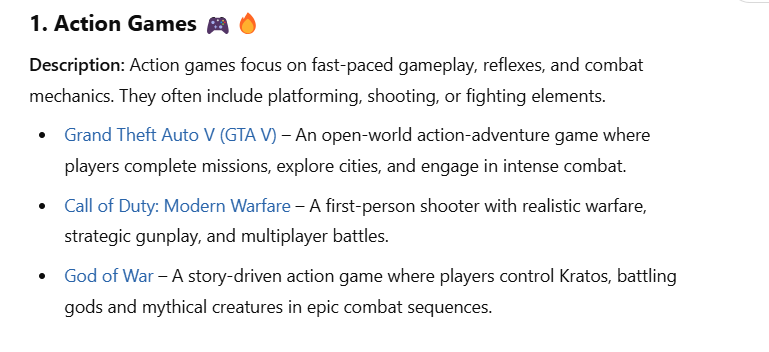 1. Action Games 🎮 🔥
Description: Action games focus on fast-paced gameplay, reflexes, and combat
mechanics. They often include platforming, shooting, or fighting elements.
• Grand Theft Auto V (GTA V) – An open-world action-adventure game where
players complete missions, explore cities, and engage in intense combat.
• Call of Duty: Modern Warfare – A first-person shooter with realistic warfare,
strategic gunplay, and multiplayer battles.
• God of War – A story-driven action game where players control Kratos, battling
gods and mythical creatures in epic combat sequences.